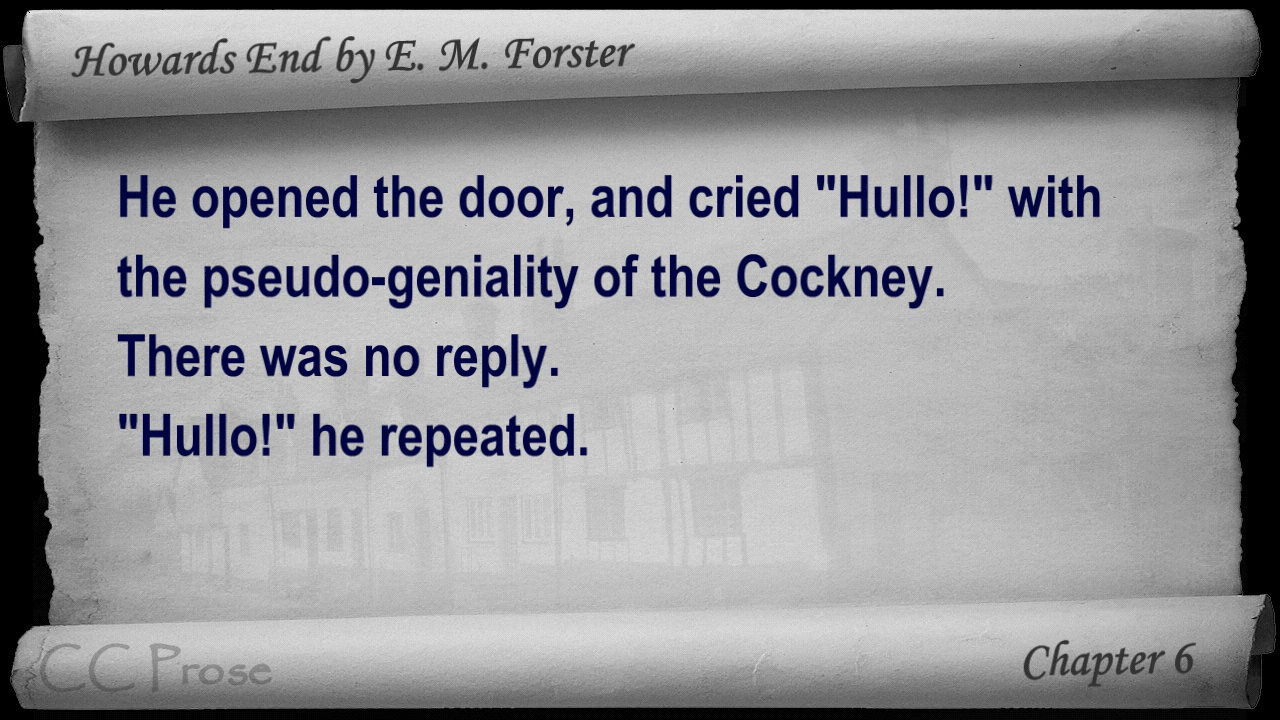 Howards End by E. M. Forster
He opened the door, and cried "Hullo!" with
the pseudo-geniality of the Cockney.
There was no reply.
"Hullo!" he repeated.
CC Prose
Chapter 6